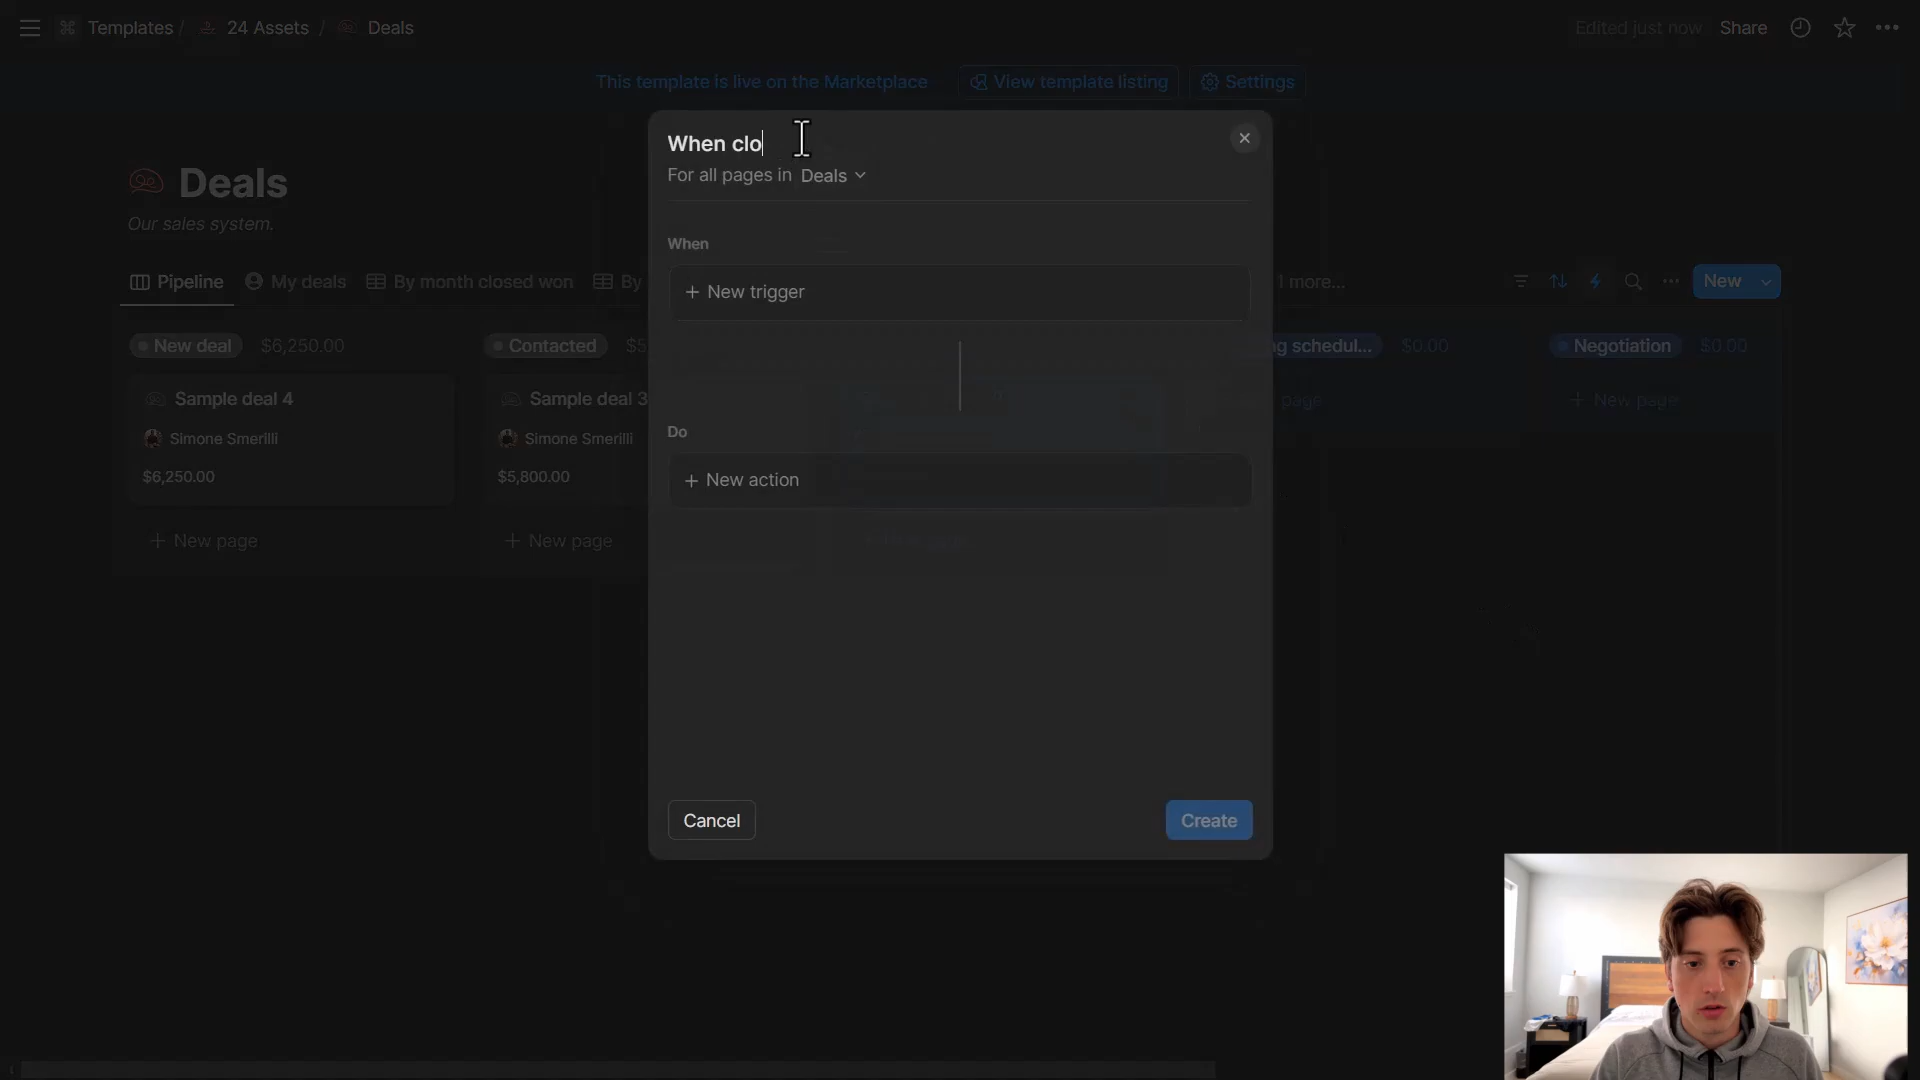 Templates / 24 Assets / Deals
Edited just now Share
This template is live on the Marketplace View template listing Settings
When clo
For all pages in Deals
Deals
Our sales system.
When
Pipeline My deals By month closed won By 1 more... New
+ New trigger
New deal $6,250.00 Contacted $5 g schedul... $0.00 Negotiation $0.00
Sample deal 4 Sample deal 3 page + New page
Simone Smerilli Simone Smerilli
Do
$6,250.00 $5,800.00
+ New action
+ New page + New page
Cancel Create